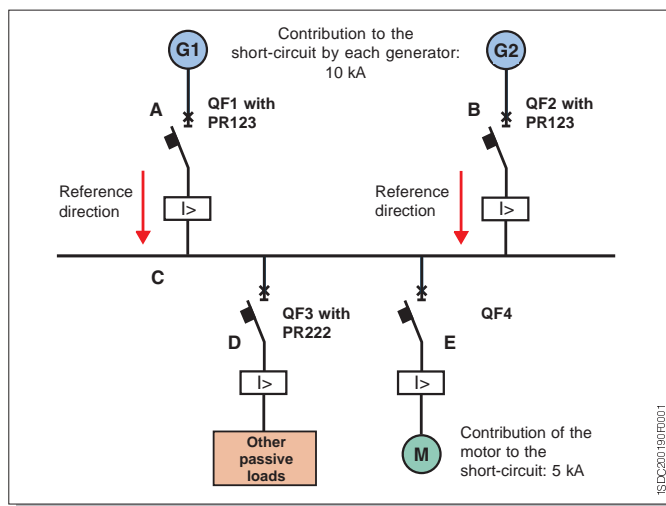 G1
Contribution to the
short-circuit by each generator:
10 kA
G2
A
QF1 with
PR123
B
QF2 with
PR123
Reference
direction
I>
Reference
direction
I>
C
QF3 with
PR222
D
QF4
E
I>
I>
Other
passive
loads
M
Contribution of the
motor to the
short-circuit: 5 kA
1SDC200190F0001